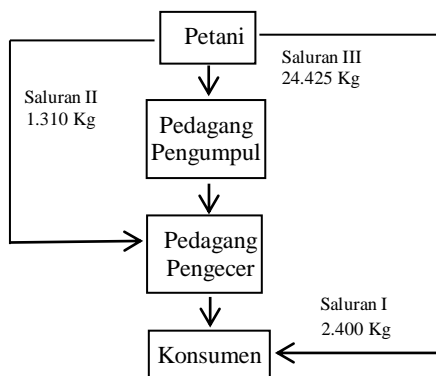 Petani
Saluran III
24.425 Kg
Saluran II
1.310 Kg
Pedagang
Pengumpul
Pedagang
Pengecer
Saluran I
2.400 Kg
Konsumen